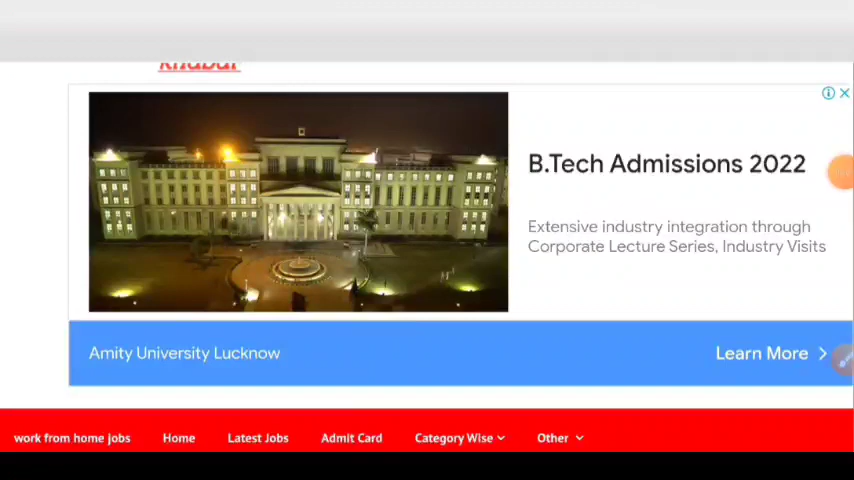 khabar
B.Tech Admissions 2022
Extensive industry integration through
Corporate Lecture Series, Industry Visits
Amity University Lucknow
Learn More
work from home jobs
Home
Latest Jobs
Admit Card
Category Wise
Other